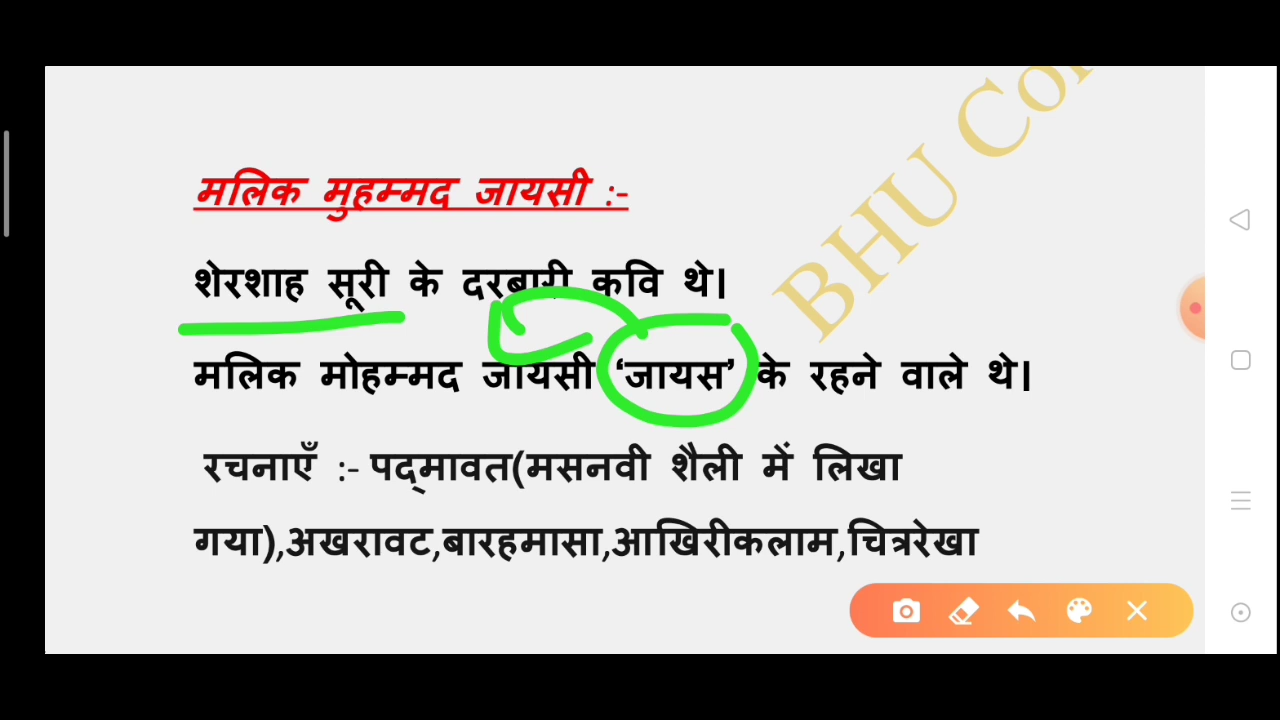 मलिक मुहम्मद जायसी :-
शेरशाह सूरी के दरबारी कवि थे।
मलिक मोहम्मद जायसी ‘जायस’ के रहने वाले थे।
रचनाएँ :- पद्‌मावत(मसनवी शैली में लिखा
गया),अखरावट,बारहमासा,आखिरीकलाम,चित्ररेखा
BHU